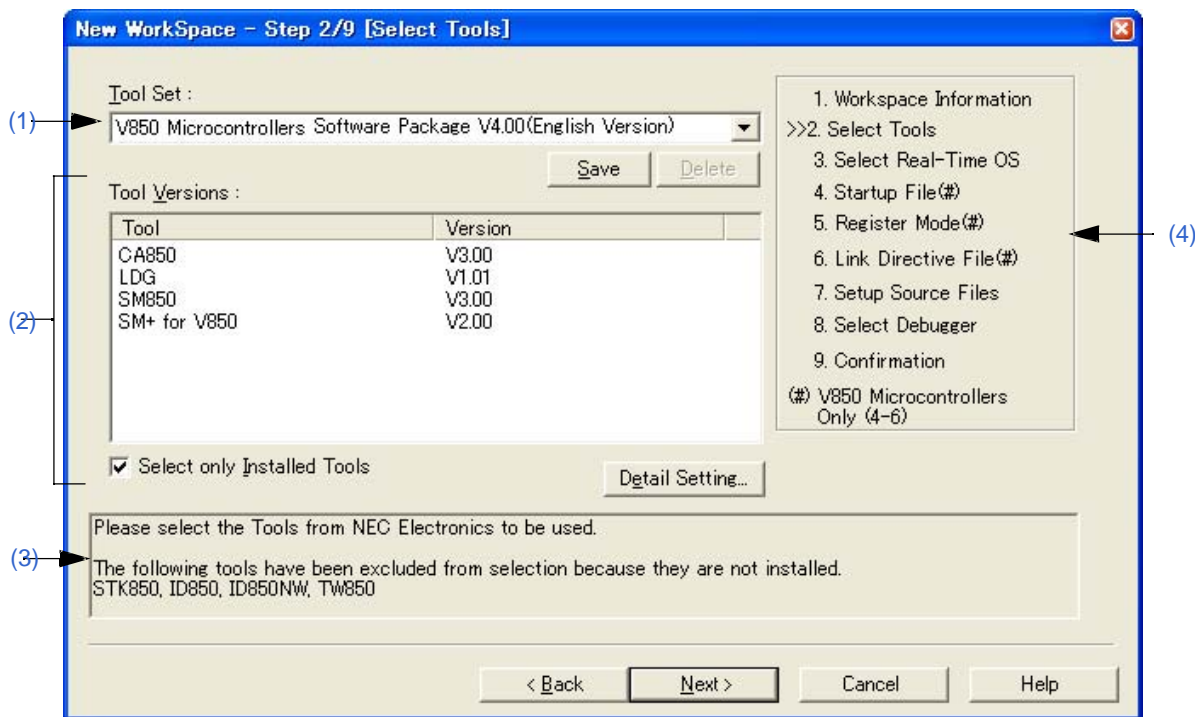 New WorkSpace - Step 2/9 [Select Tools]
Tool Set :
(1)
V850 Microcontrollers Software Package V4.00(English Version)
Save
Delete
(2)
Tool Versions :
Tool Version
CA850 V3.00
LDG V1.01
SM850 V3.00
SM+ for V850 V2.00
Select only Installed Tools
Detail Setting...
1. Workspace Information
>>2. Select Tools
3. Select Real-Time OS
4. Startup File(#)
5. Register Mode(#)
6. Link Directive File(#)
7. Setup Source Files
8. Select Debugger
9. Confirmation
(#) V850 Microcontrollers
Only (4-6)
(4)
(3)
Please select the Tools from NEC Electronics to be used.
The following tools have been excluded from selection because they are not installed.
STK850, ID850, ID850NW, TW850
< Back
Next >
Cancel
Help